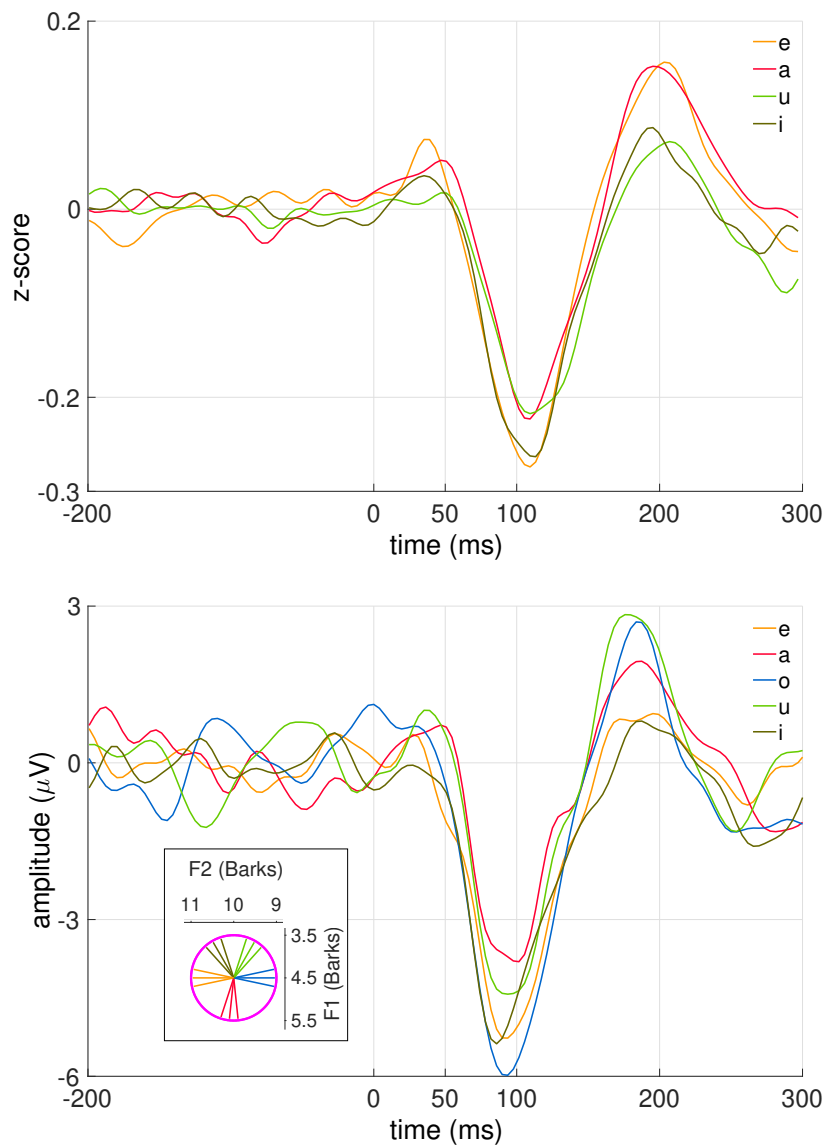 0.2
0
-0.2
-0.3
z-score
e
a
u
i
-200
0
50
100
200
300
time (ms)
3
0
-3
-6
amplitude (μV)
e
a
o
u
i
F2 (Barks)
11
10
9
3.5
4.5
5.5
F1 (Barks)
-200
0
50
100
200
300
time (ms)